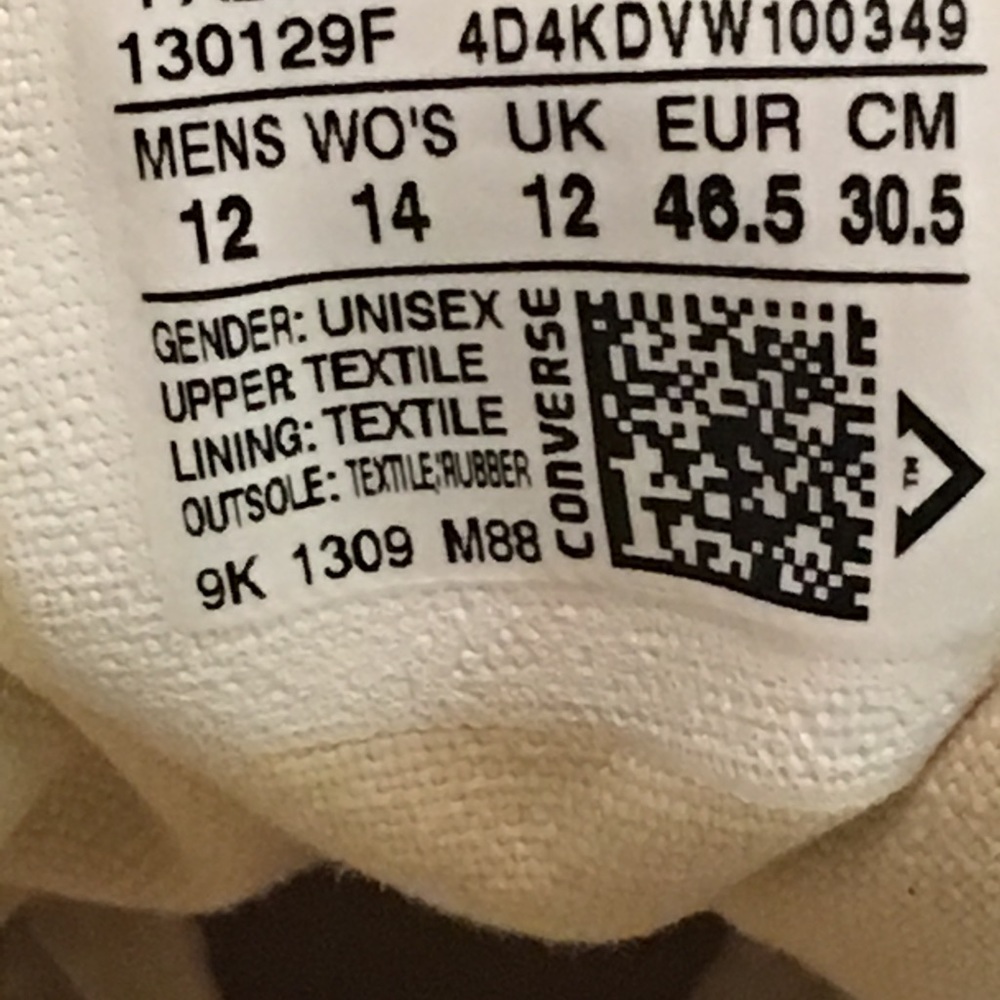 130129F 4D4KDVW100349
MENS WO'S UK EUR CM
12 14 12 46.5 30.5
GENDER: UNISEX
UPPER TEXTILE
LINING: TEXTILE
OUTSOLE: TEXTILE/RUBBER
9K 1309 M88
CONVERSE
TM